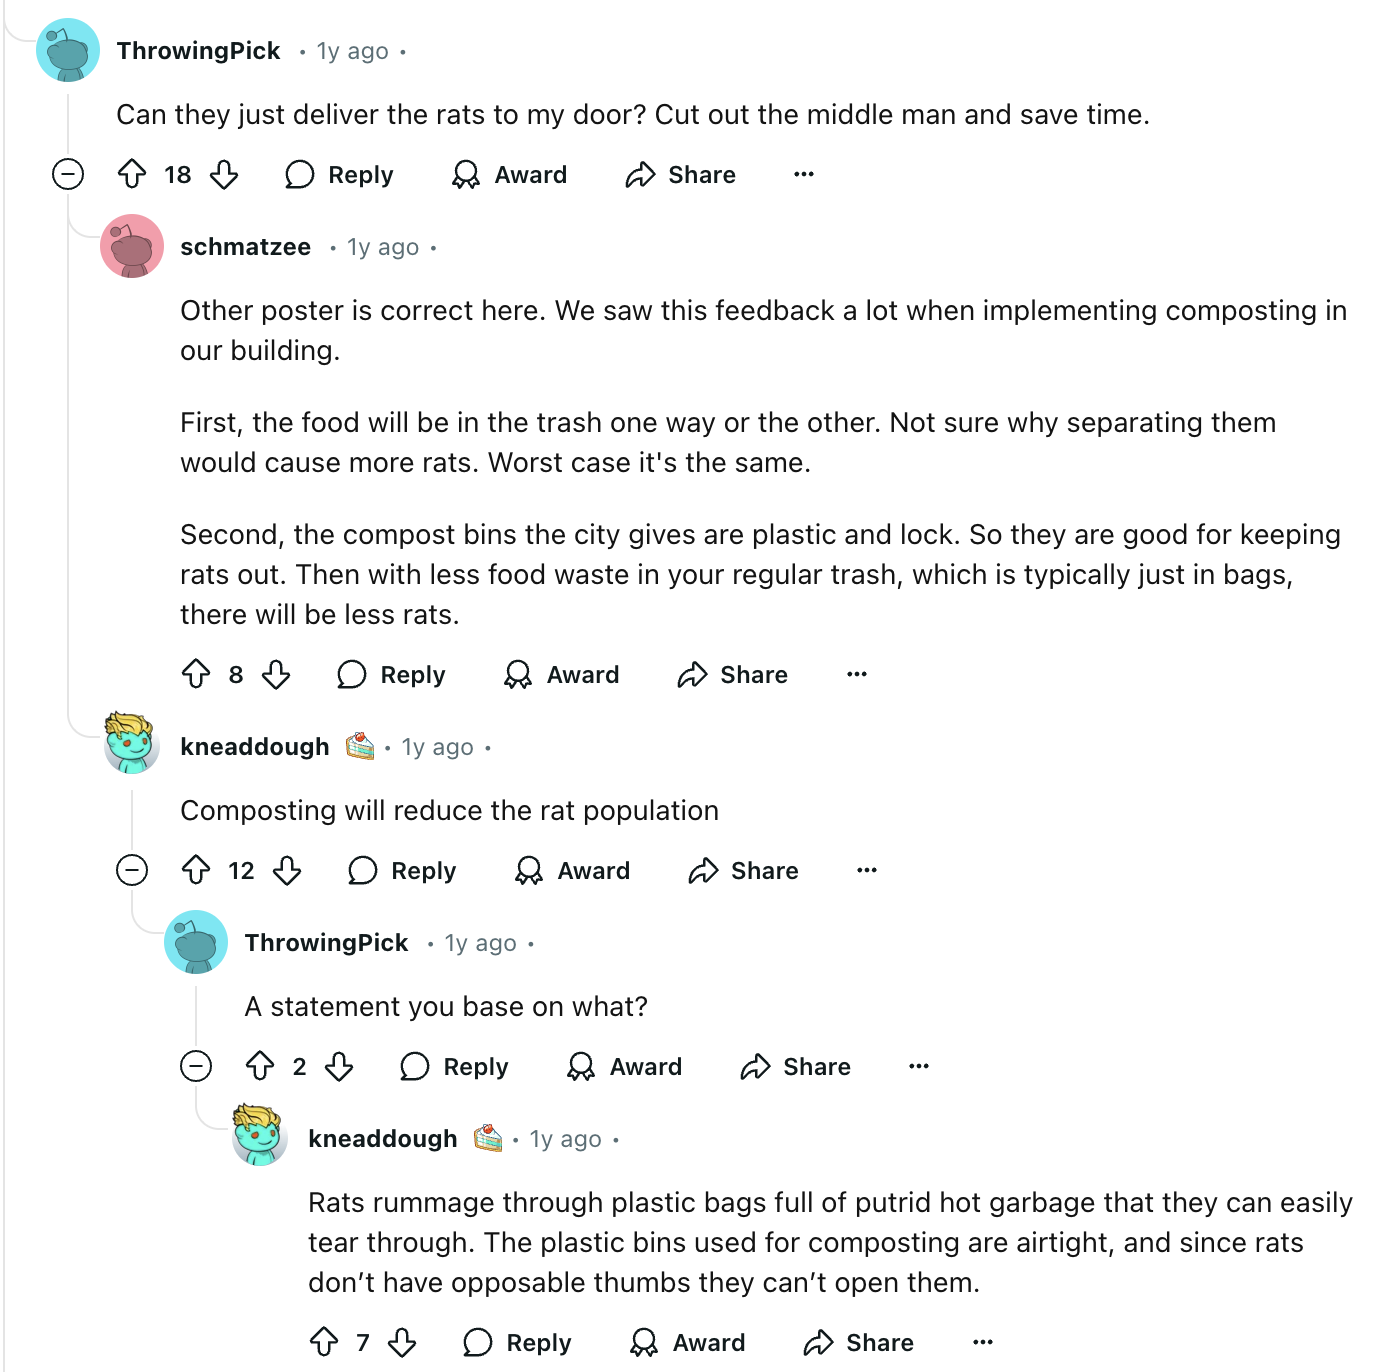 ThrowingPick • 1y ago •
Can they just deliver the rats to my door? Cut out the middle man and save time.
18 Reply Award Share ...
schmatzee • 1y ago •
Other poster is correct here. We saw this feedback a lot when implementing composting in
our building.
First, the food will be in the trash one way or the other. Not sure why separating them
would cause more rats. Worst case it's the same.
Second, the compost bins the city gives are plastic and lock. So they are good for keeping
rats out. Then with less food waste in your regular trash, which is typically just in bags,
there will be less rats.
8 Reply Award Share ...
kneaddough • 1y ago •
Composting will reduce the rat population
12 Reply Award Share ...
ThrowingPick • 1y ago •
A statement you base on what?
2 Reply Award Share ...
kneaddough • 1y ago •
Rats rummage through plastic bags full of putrid hot garbage that they can easily
tear through. The plastic bins used for composting are airtight, and since rats
don’t have opposable thumbs they can’t open them.
7 Reply Award Share ...